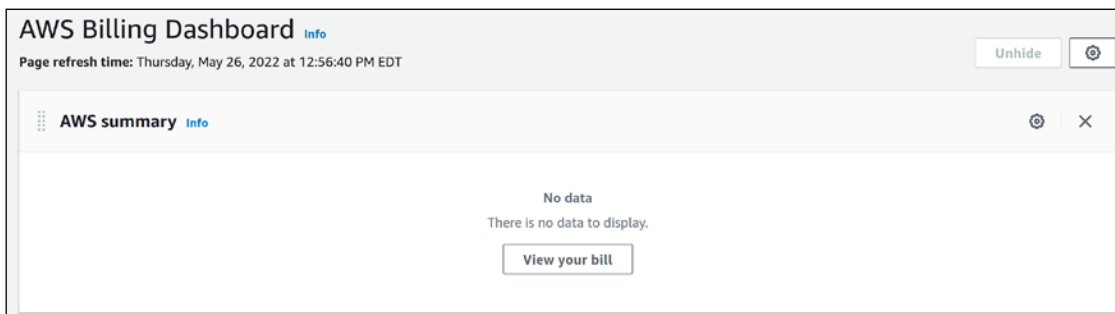 AWS Billing Dashboard Info
Page refresh time: Thursday, May 26, 2022 at 12:56:40 PM EDT
Unhide
AWS summary Info
No data
There is no data to display.
View your bill